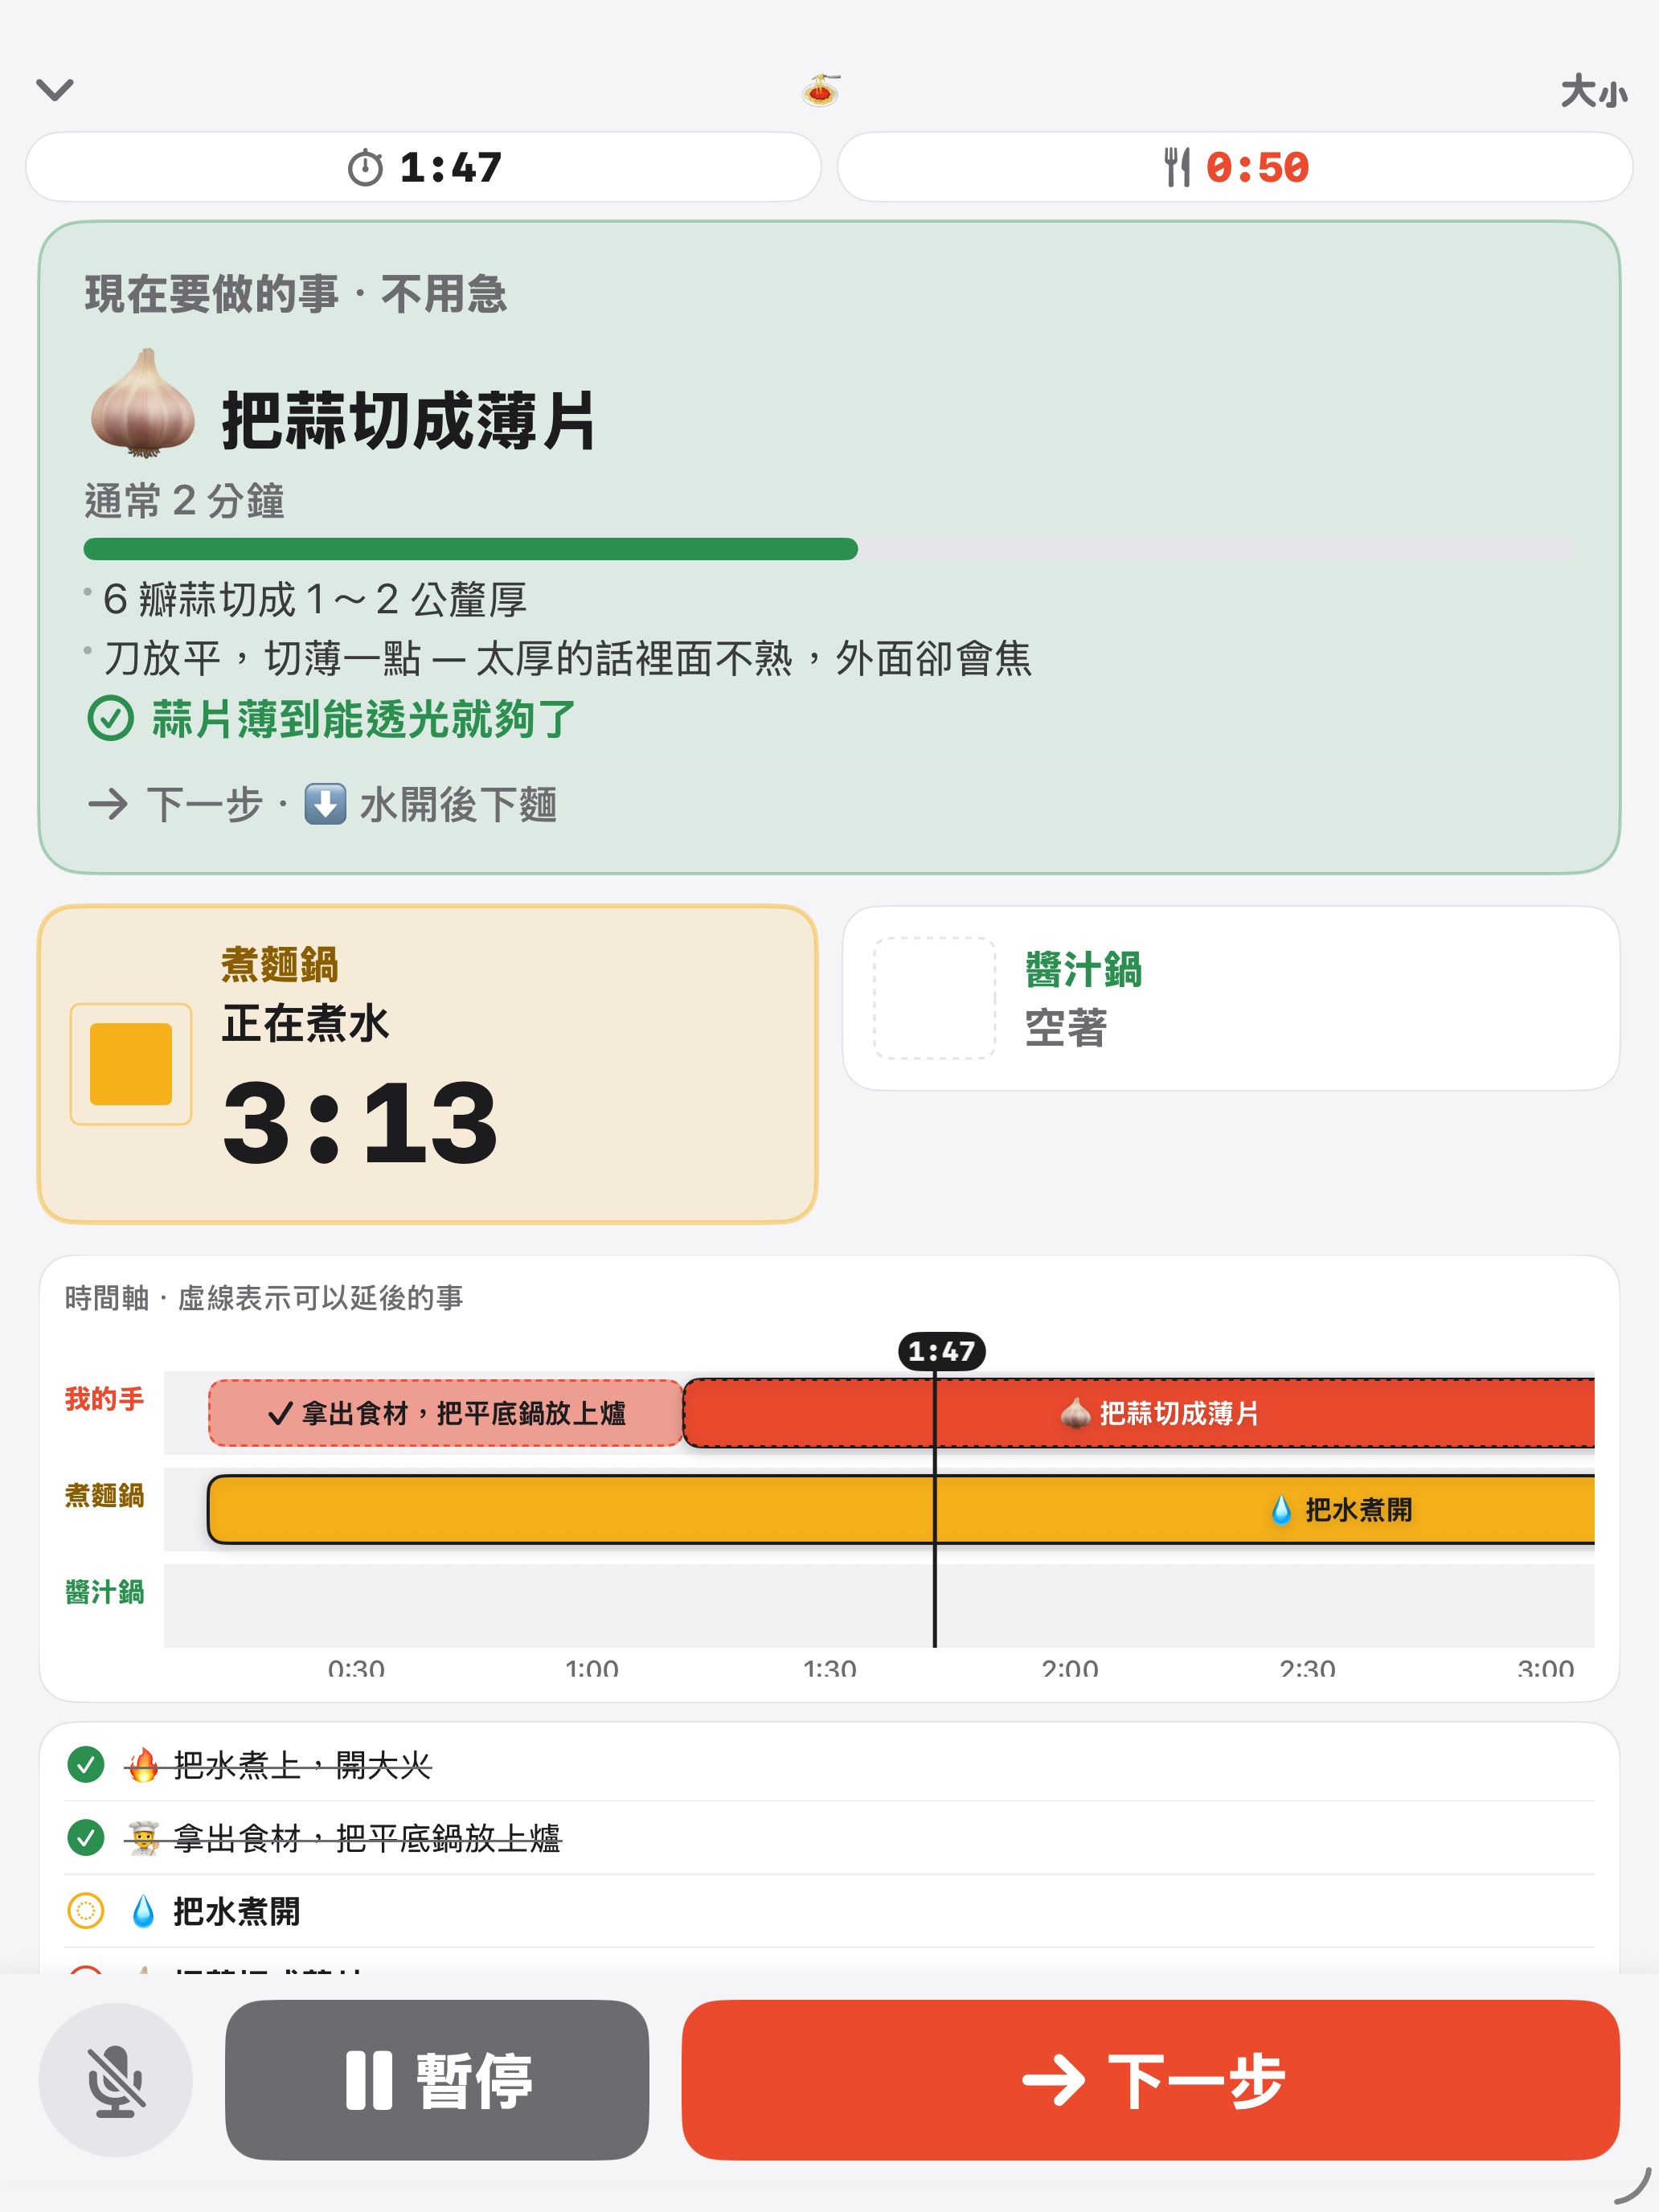 大小
1:47
0:50
現在要做的事 · 不用急
把蒜切成薄片
通常 2 分鐘
6 瓣蒜切成 1～2 公釐厚
刀放平，切薄一點 — 太厚的話裡面不熟，外面卻會焦
蒜片薄到能透光就夠了
→ 下一步 · ⬇️ 水開後下麵
煮麵鍋
正在煮水
3:13
醬汁鍋
空著
時間軸 · 虛線表示可以延後的事
1:47
我的手
✓ 拿出食材，把平底鍋放上爐
把蒜切成薄片
煮麵鍋
把水煮開
醬汁鍋
0:30 1:00 1:30 2:00 2:30 3:00
把水煮上，開大火
拿出食材，把平底鍋放上爐
把水煮開
暫停
→ 下一步